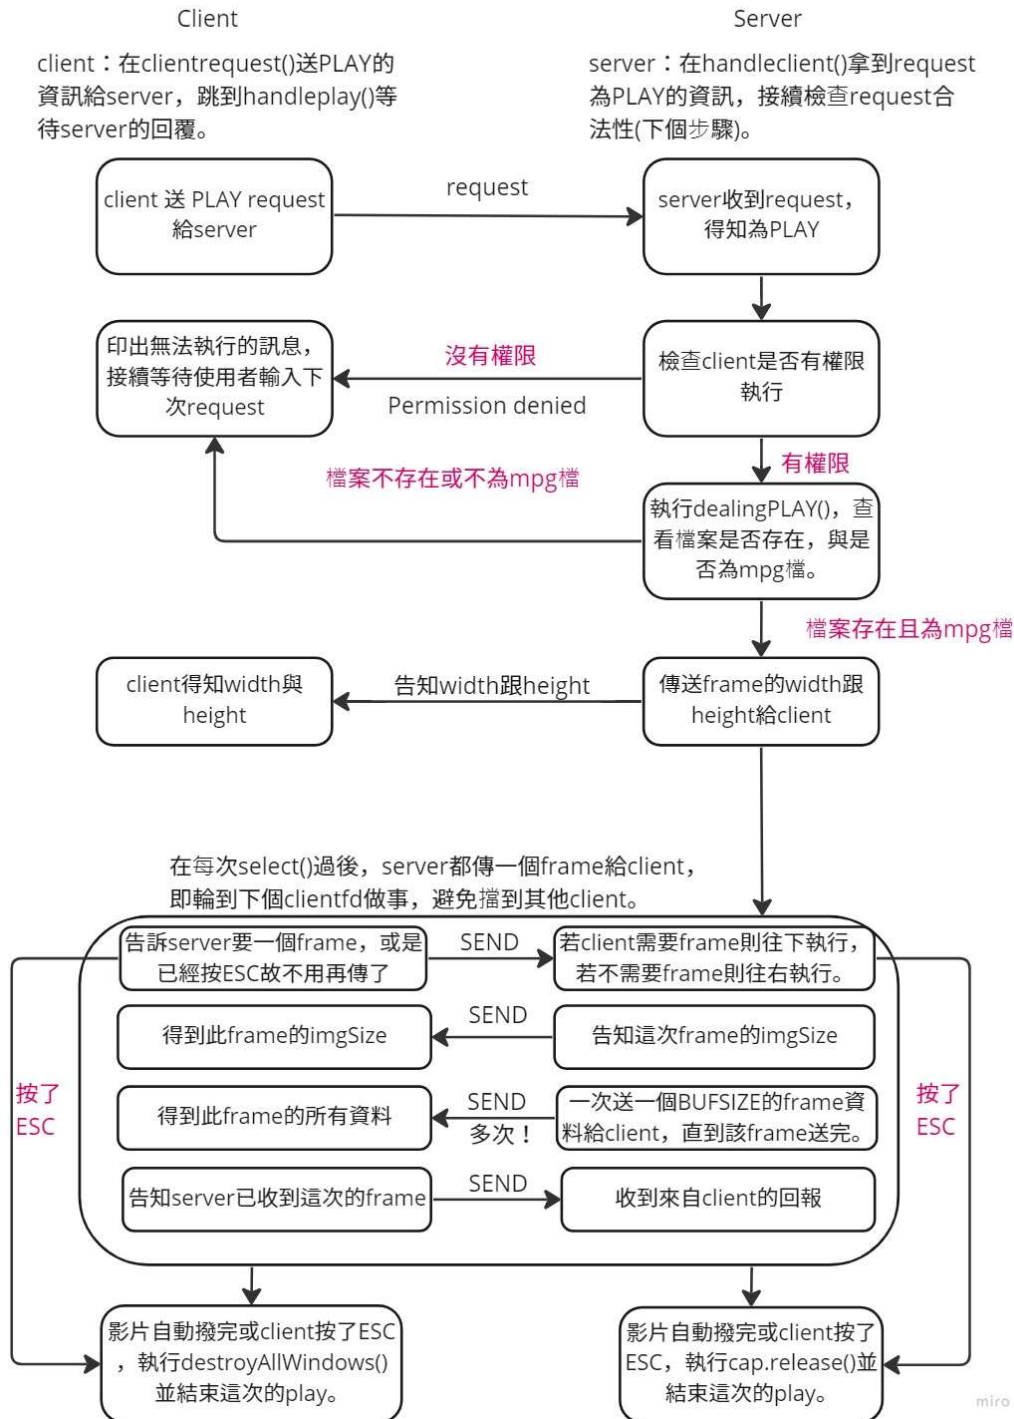 Client
Server
client：在clientrequest()送PLAY的
資訊給server，跳到handleplay()等
待server的回覆。
server：在handleclient()拿到request
為PLAY的資訊，接續檢查request合
法性(下個步驟)。
client 送 PLAY request
給server
request
server收到request，
得知為PLAY
印出無法執行的訊息，
接續等待使用者輸入下
次request
沒有權限
Permission denied
檢查client是否有權限
執行
有權限
檔案不存在或不為mpg檔
執行dealingPLAY()，查
看檔案是否存在，與是
否為mpg檔。
檔案存在且為mpg檔
client得知width與
height
告知width跟height
傳送frame的width跟
height給client
在每次select()過後，server都傳一個frame給client，
即輪到下個clientfd做事，避免擋到其他client。
告訴server要一個frame，或是
已經按ESC故不用再傳了
SEND
若client需要frame則往下執行，
若不需要frame則往右執行。
得到此frame的imgSize
SEND
告知這次frame的imgSize
按了
ESC
得到此frame的所有資料
SEND
多次！
一次送一個BUFSIZE的frame資
料給client，直到該frame送完。
按了
ESC
告知server已收到這次的frame
SEND
收到來自client的回報
影片自動撥完或client按了ESC
，執行destroyAllWindows()
並結束這次的play。
影片自動撥完或client按了
ESC，執行cap.release()並
結束這次的play。
miro